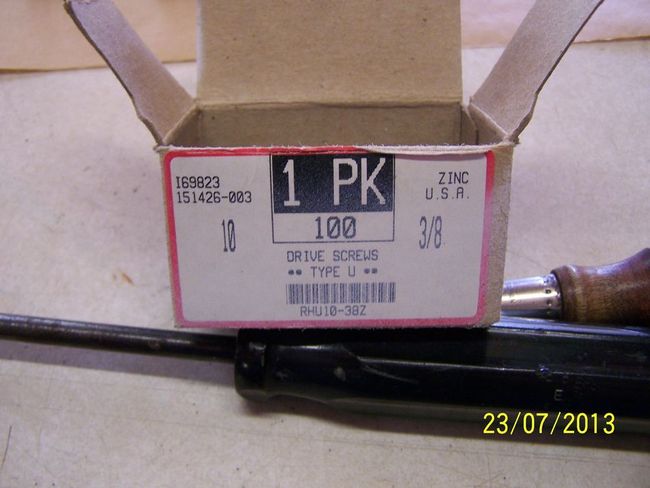 I69823
151426-003
1 PK
ZINC
U.S.A.
10
100
3/8
DRIVE SCREWS
** TYPE U **
RHU10-38Z
E
23/07/2013